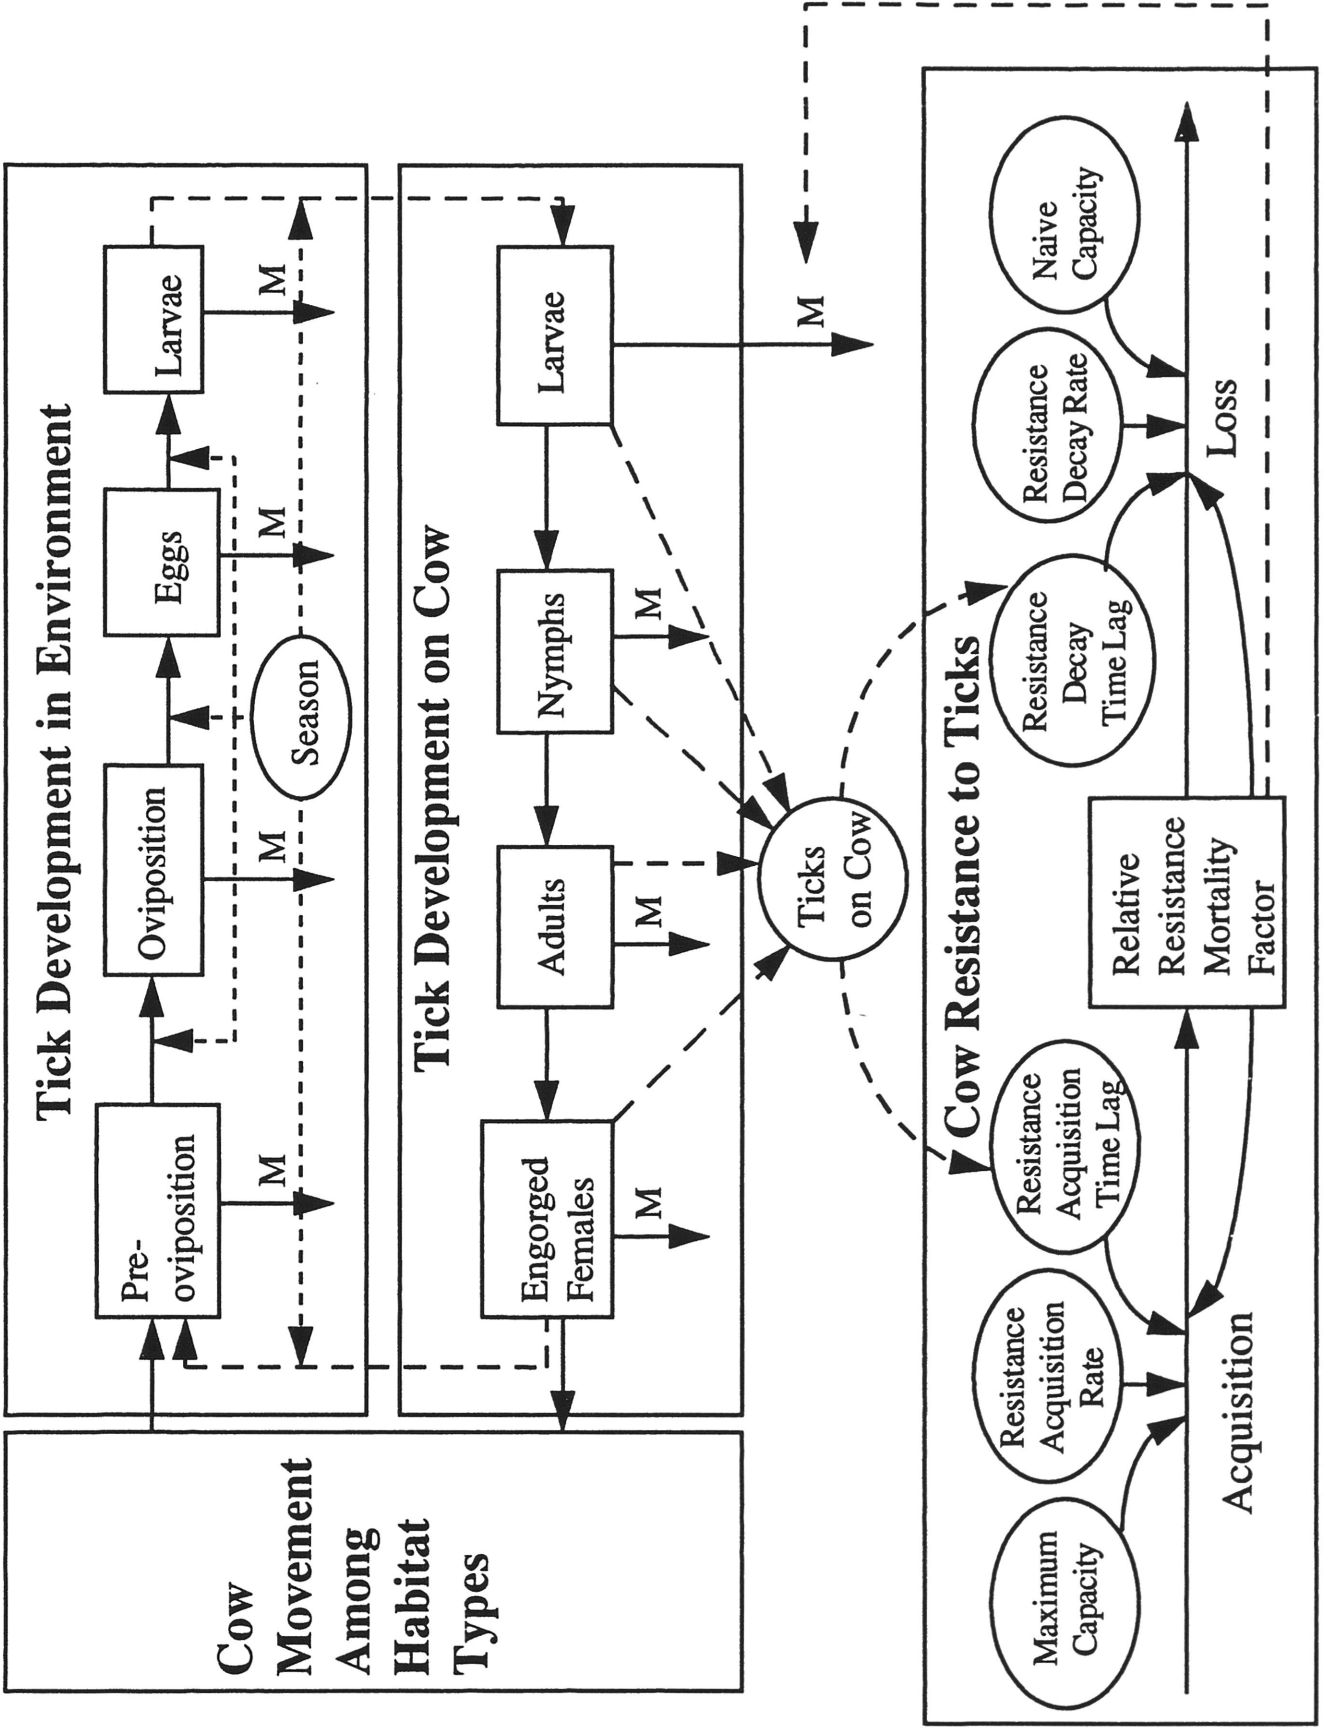 Cow
Movement
Among
Habitat
Types
Tick Development in Environment
Pre-
oviposition
Oviposition
Eggs
Larvae
M
M
M
M
Season
Tick Development on Cow
Engorged
Females
Adults
Nymphs
Larvae
M
M
M
M
Ticks
on Cow
Cow Resistance to Ticks
Maximum
Capacity
Resistance
Acquisition
Rate
Resistance
Acquisition
Time Lag
Relative
Resistance
Mortality
Factor
Resistance
Decay
Time Lag
Resistance
Decay Rate
Naive
Capacity
Acquisition
Loss